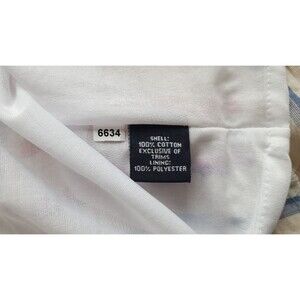 6634
SHELL:
100% COTTON
EXCLUSIVE OF
TRIMS
LINING:
100% POLYESTER